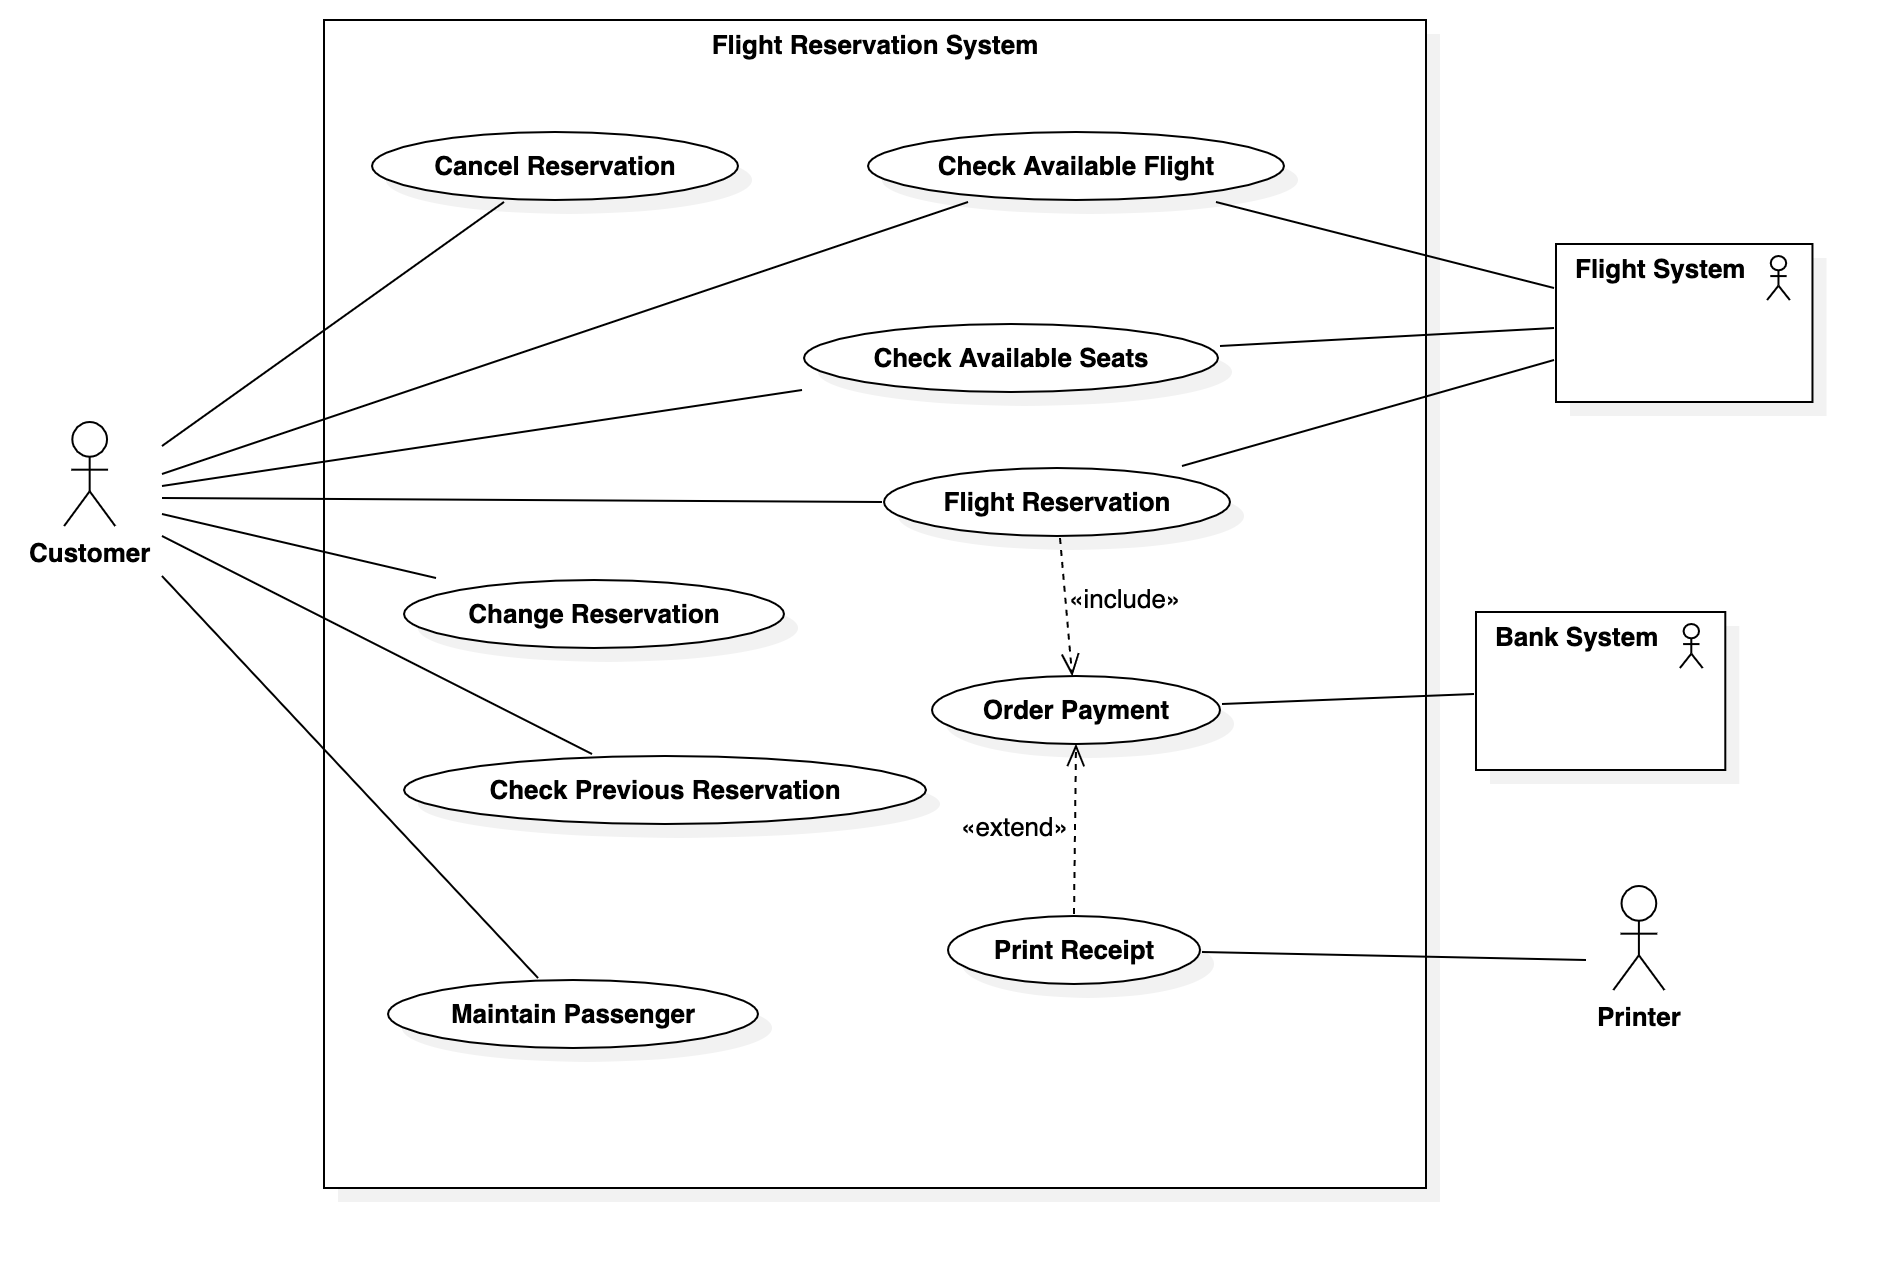 Flight Reservation System
Cancel Reservation
Check Available Flight
Flight System
Check Available Seats
Customer
Flight Reservation
«include»
Change Reservation
Bank System
Order Payment
Check Previous Reservation
«extend»
Print Receipt
Printer
Maintain Passenger